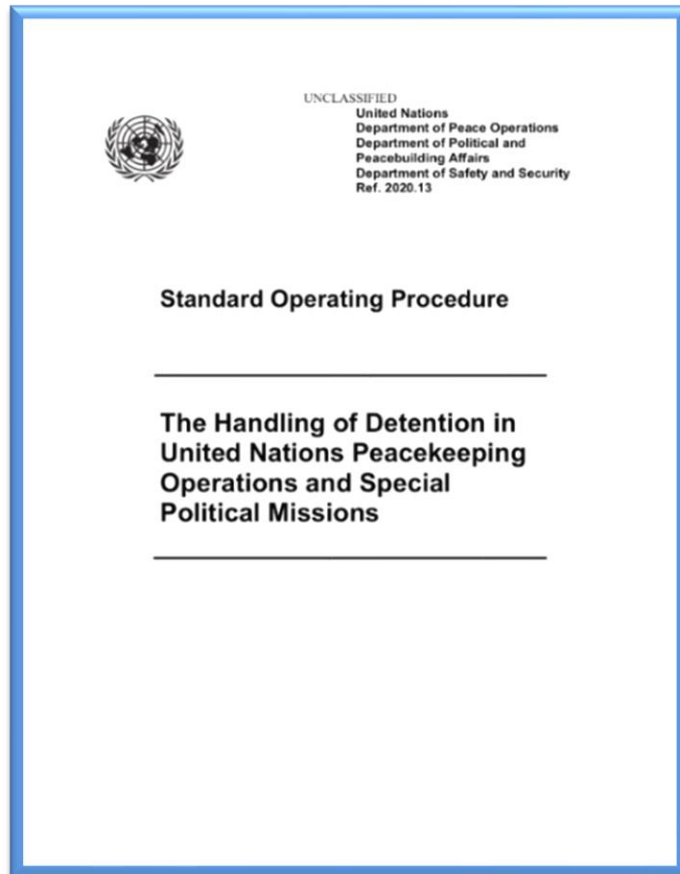 UNCLASSIFIED
United Nations
Department of Peace Operations
Department of Political and
Peacebuilding Affairs
Department of Safety and Security
Ref. 2020.13
Standard Operating Procedure
The Handling of Detention in
United Nations Peacekeeping
Operations and Special
Political Missions